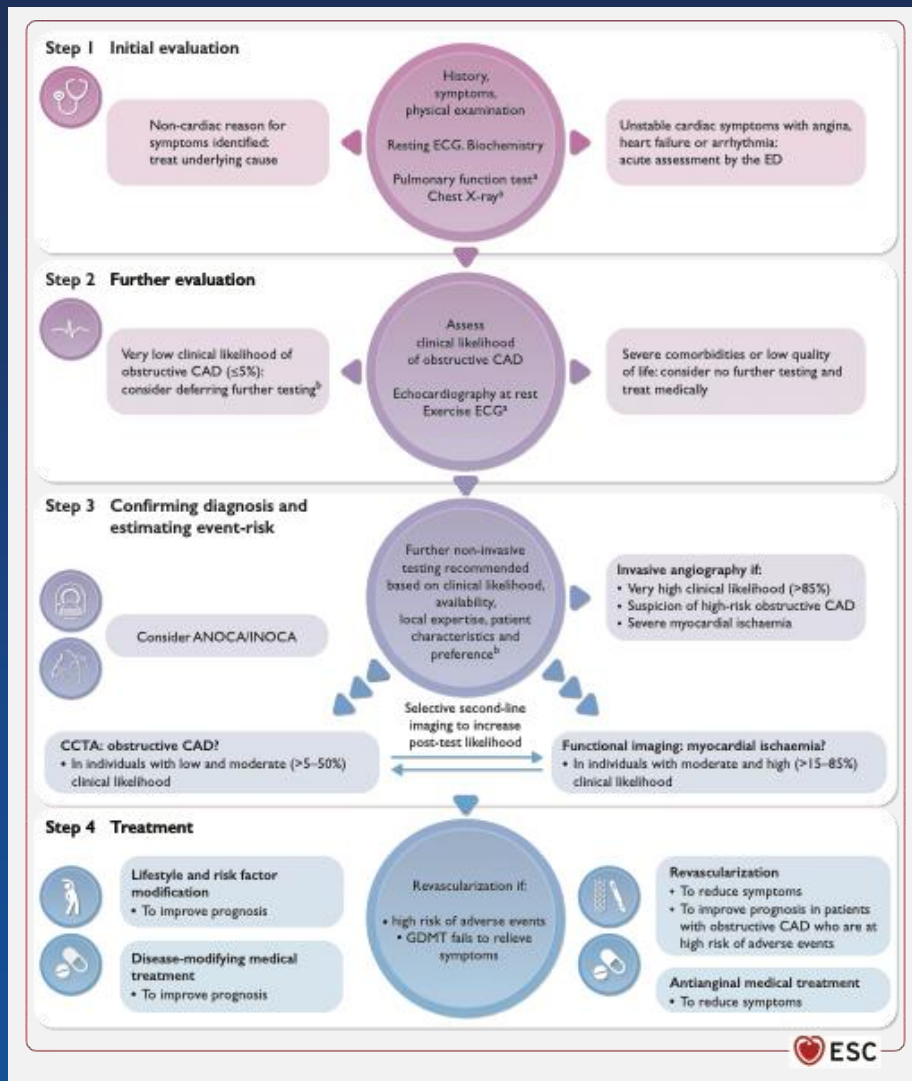 Step 1 Initial evaluation
Non-cardiac reason for
symptoms identified:
treat underlying cause
History,
symptoms,
physical examination
Resting ECG. Biochemistry
Pulmonary function testᵃ
Chest X-rayᵃ
Unstable cardiac symptoms with angina,
heart failure or arrhythmia:
acute assessment by the ED
Step 2 Further evaluation
Very low clinical likelihood of
obstructive CAD (≤5%):
consider deferring further testingᵇ
Assess
clinical likelihood
of obstructive CAD
Echocardiography at rest
Exercise ECGᵃ
Severe comorbidities or low quality
of life: consider no further testing and
treat medically
Step 3 Confirming diagnosis and
estimating event-risk
Consider ANOCA/INOCA
Further non-invasive
testing recommended
based on clinical likelihood,
availability,
local expertise, patient
characteristics and
preferenceᵇ
Invasive angiography if:
• Very high clinical likelihood (>85%)
• Suspicion of high-risk obstructive CAD
• Severe myocardial ischaemia
Selective second-line
imaging to increase
post-test likelihood
CCTA: obstructive CAD?
• In individuals with low and moderate (>5–50%)
clinical likelihood
Functional imaging: myocardial ischaemia?
• In individuals with moderate and high (>15–85%)
clinical likelihood
Step 4 Treatment
Lifestyle and risk factor
modification
• To improve prognosis
Disease-modifying medical
treatment
• To improve prognosis
Revascularization if:
• high risk of adverse events
• GDMT fails to relieve
symptoms
Revascularization
• To reduce symptoms
• To improve prognosis in patients
with obstructive CAD who are at
high risk of adverse events
Antianginal medical treatment
• To reduce symptoms
ESC